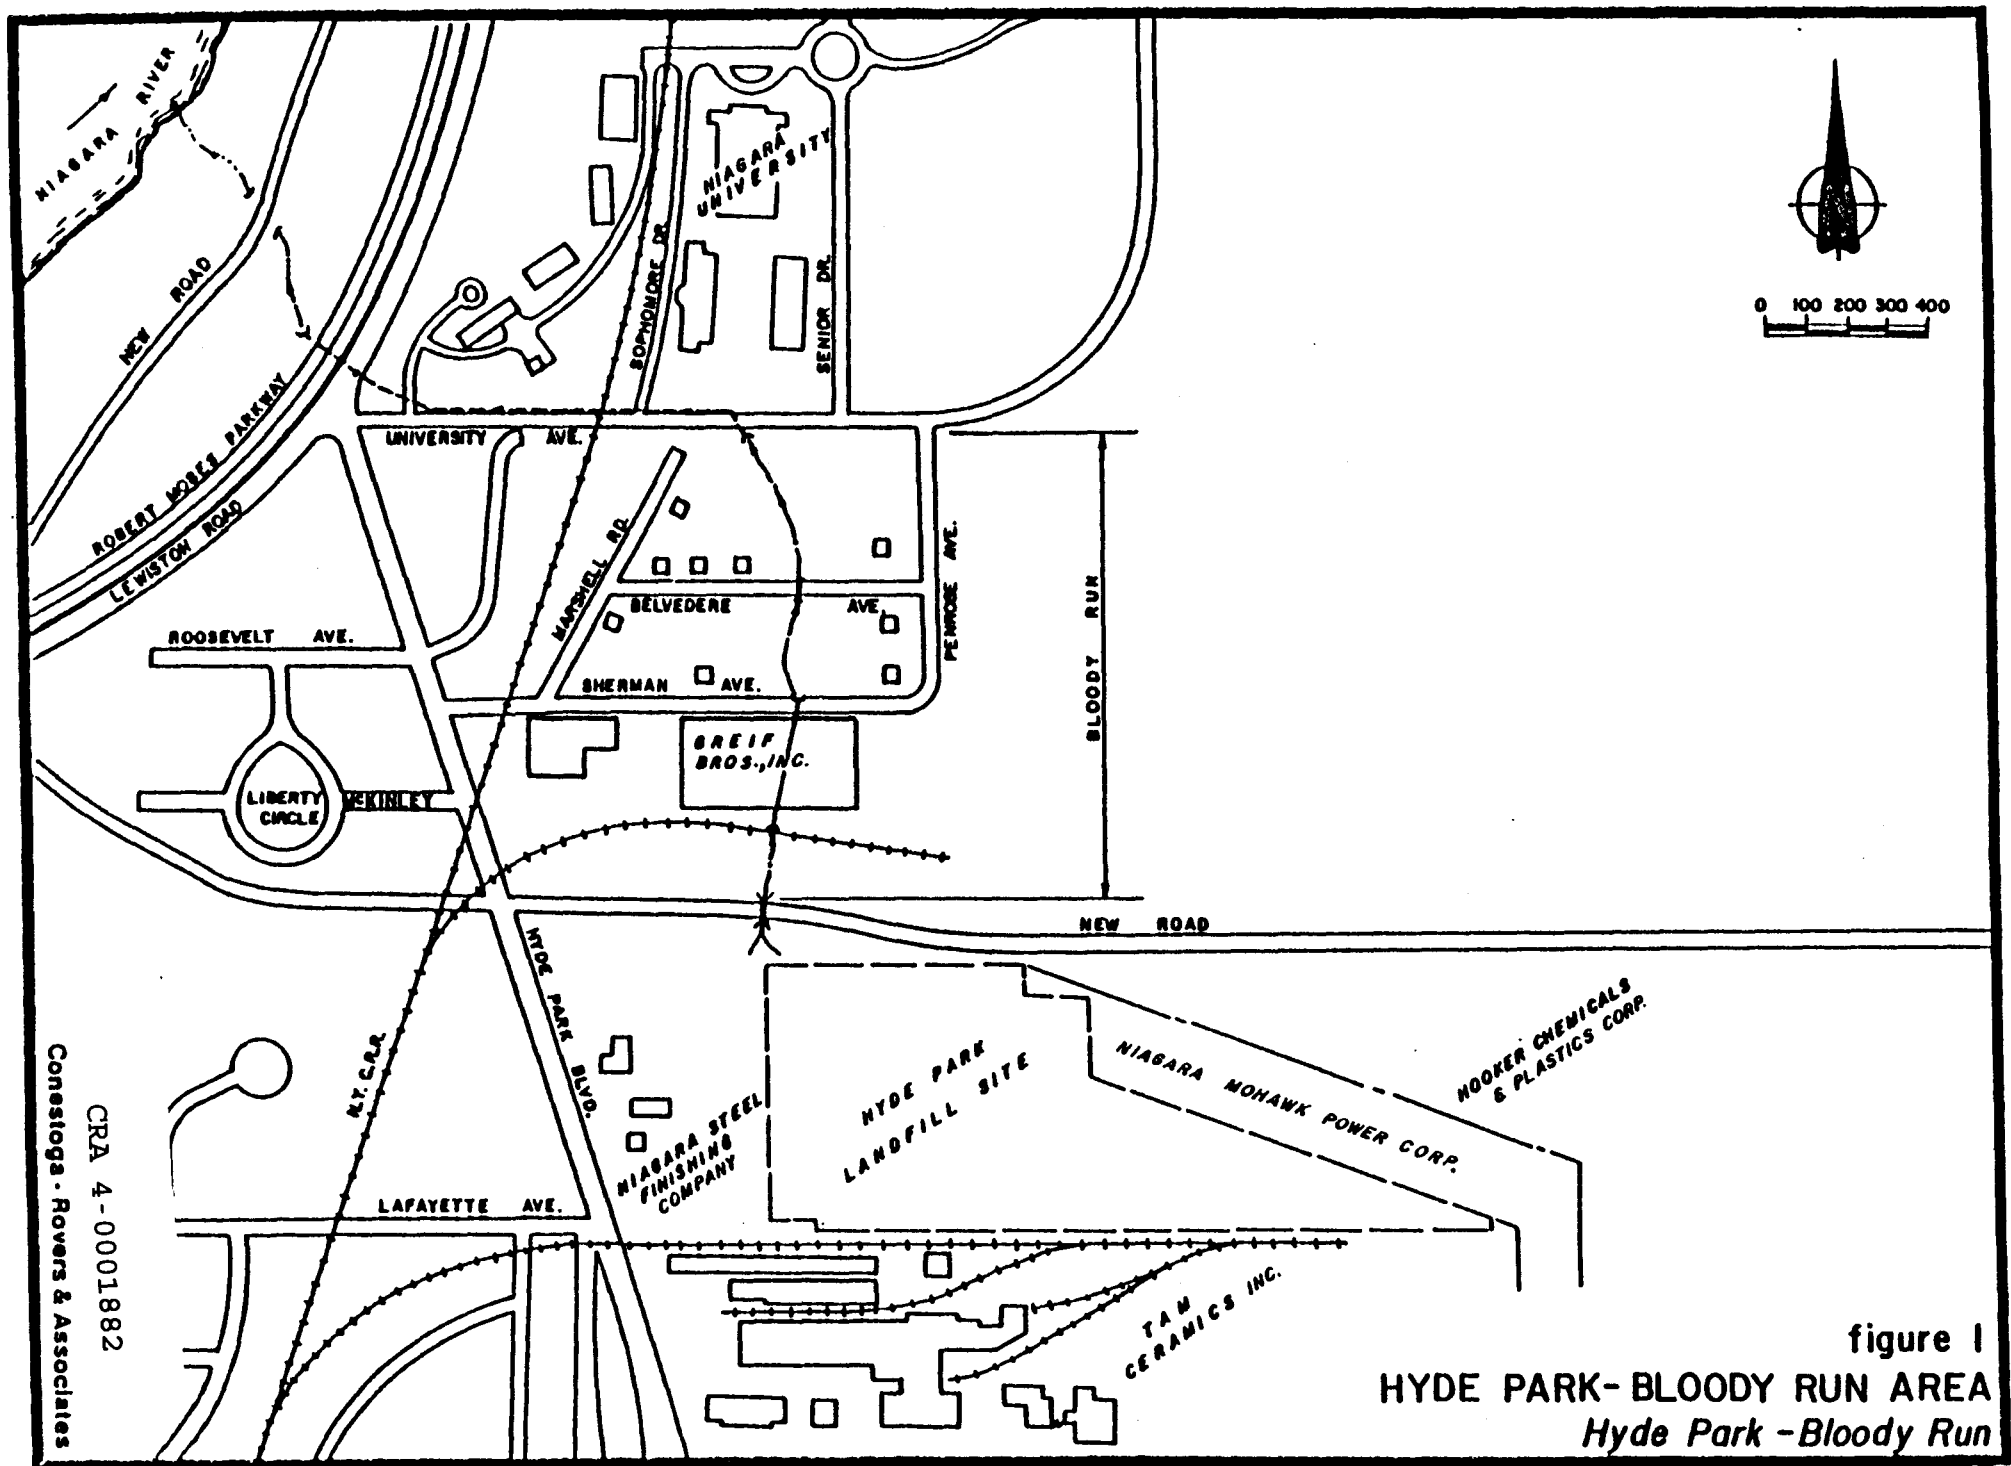 NIAGARA RIVER
NEW ROAD
ROBERT MOSES PARKWAY
LEWISTON ROAD
NIAGARA
UNIVERSITY
SOPHOMORE DR.
SENIOR DR.
0 100 200 300 400
UNIVERSITY AVE.
MARSHELL RD.
BELVEDERE AVE.
PENROSE AVE.
BLOODY RUN
ROOSEVELT AVE.
SHERMAN AVE.
GREIF
BROS., INC.
LIBERTY
CIRCLE
McKINLEY
NEW ROAD
HYDE PARK BLVD.
N.Y.C.R.R.
HYDE PARK
LANDFILL SITE
NIAGARA MOHAWK POWER CORP.
HOOKER CHEMICALS
& PLASTICS CORP.
NIAGARA STEEL
FINISHING
COMPANY
LAFAYETTE AVE.
TAM
CERAMICS INC.
CRA 4-0001882
Conestoga-Rovers & Associates
figure 1
HYDE PARK-BLOODY RUN AREA
Hyde Park-Bloody Run